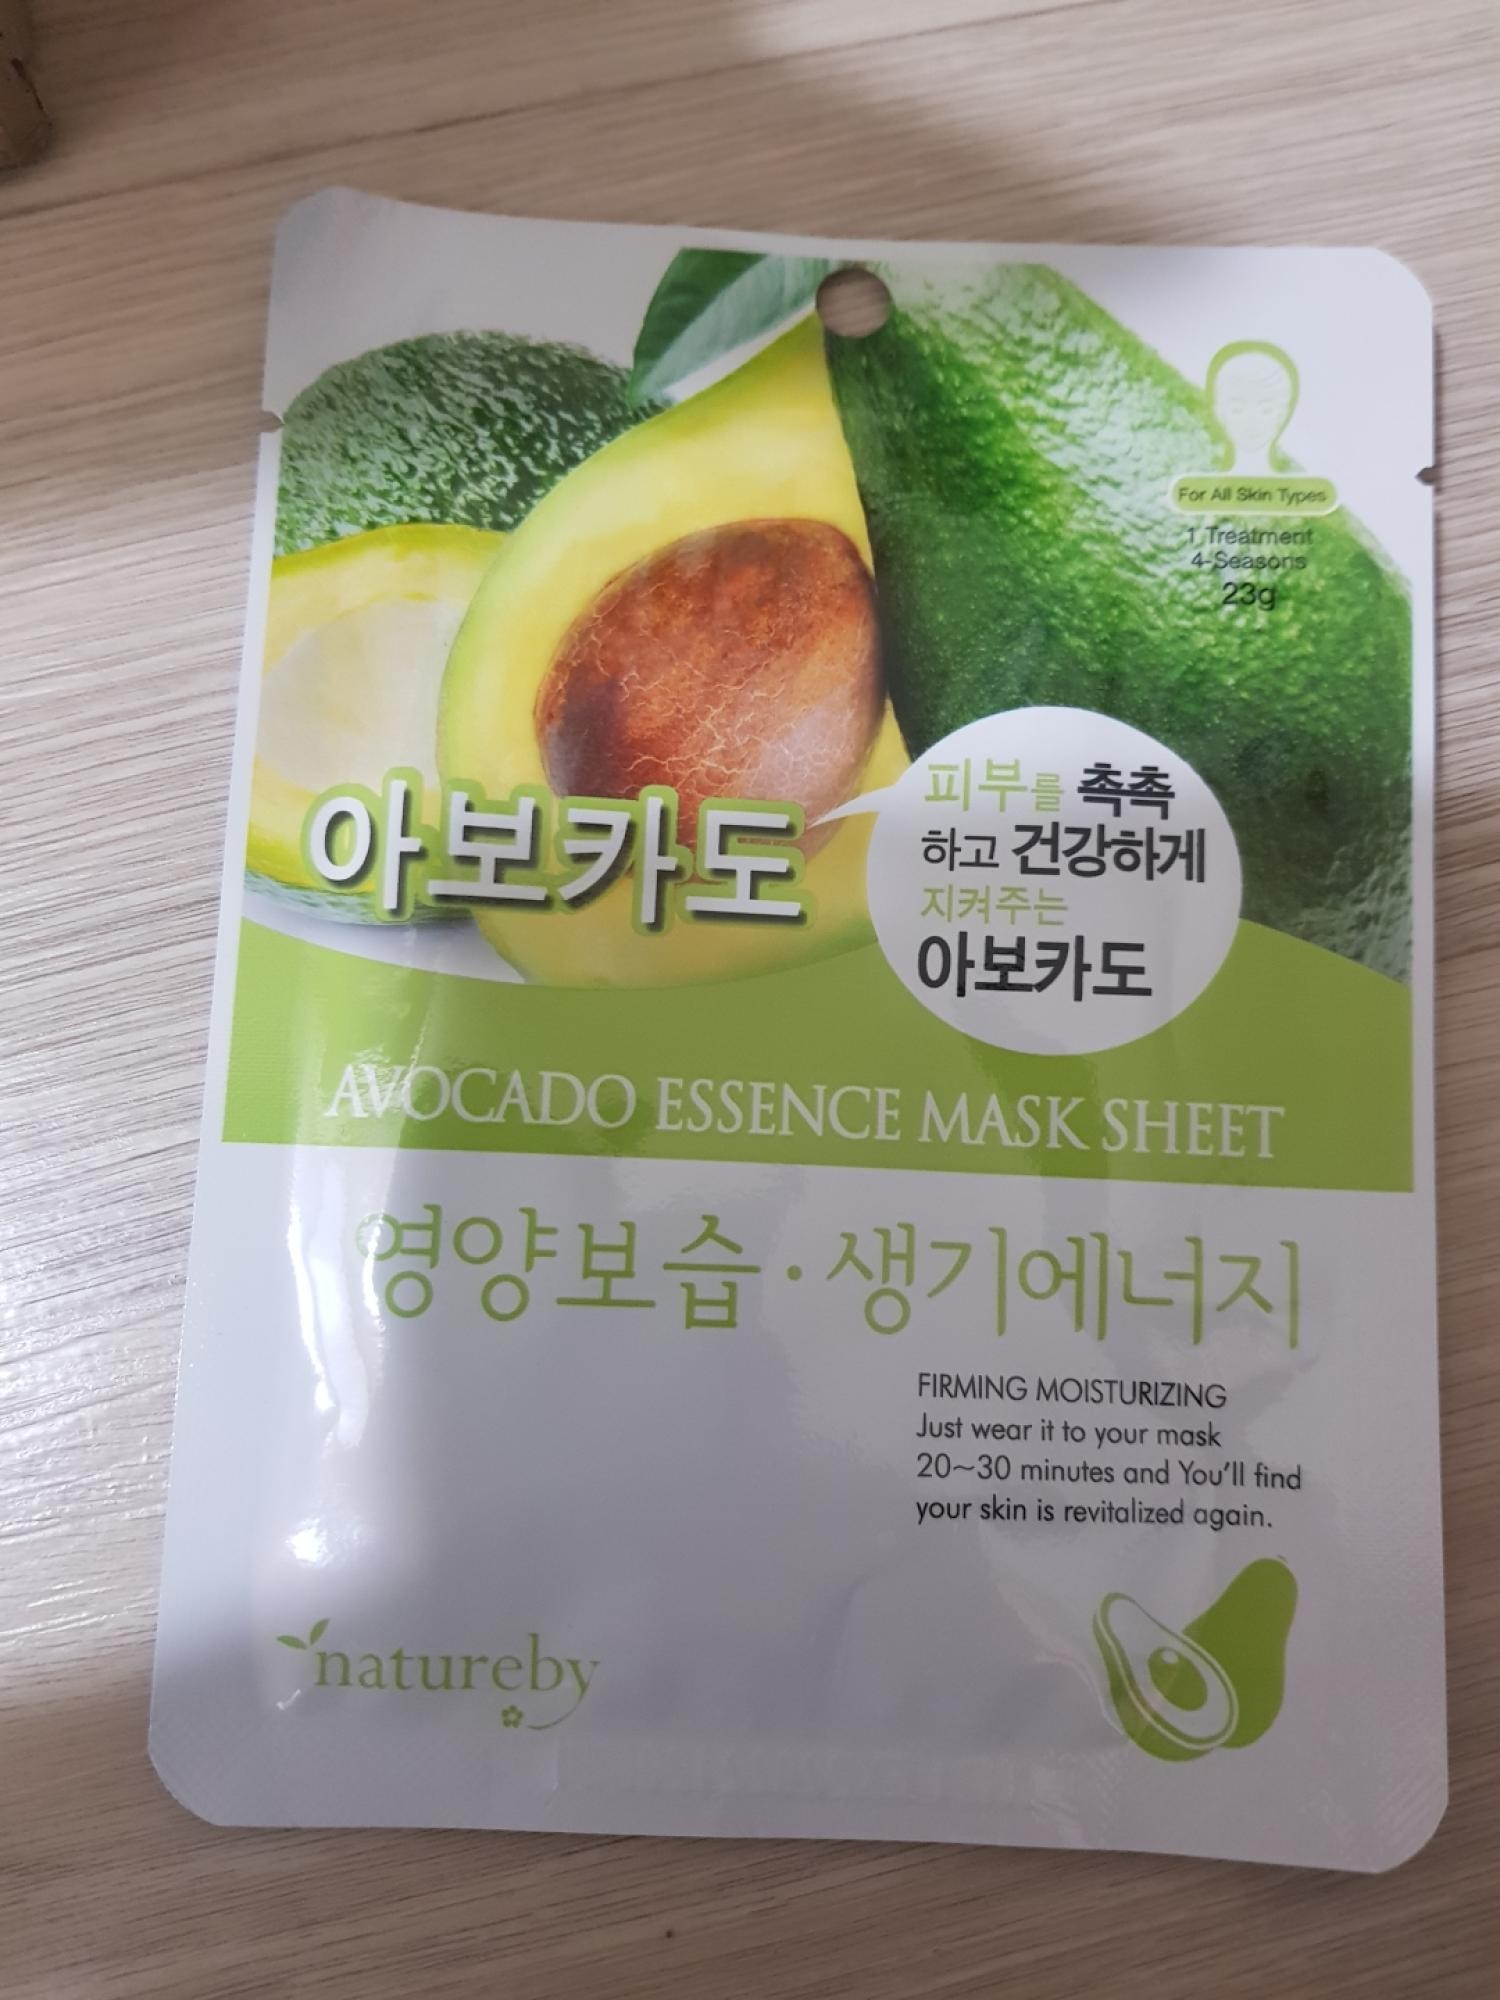 For All Skin Types
1 Treatment
4-Seasons
23g
아보카도
피부를 촉촉
하고 건강하게
지켜주는
아보카도
AVOCADO ESSENCE MASK SHEET
영양보습·생기에너지
FIRMING MOISTURIZING
Just wear it to your mask
20~30 minutes and You'll find
your skin is revitalized again.
natureby